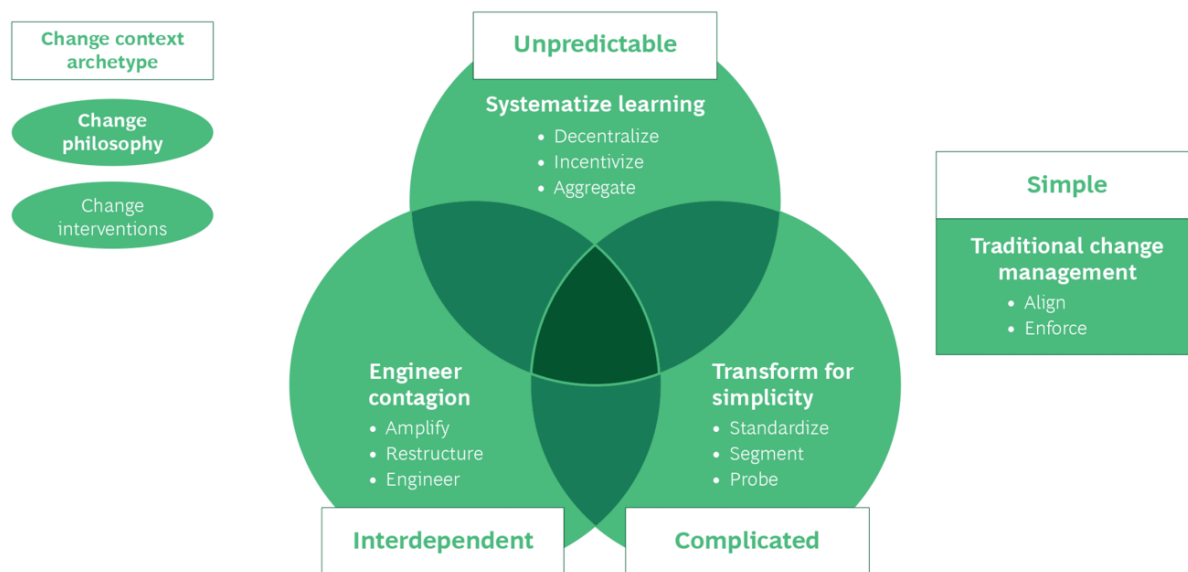 Change context
archetype
Change
philosophy
Change
interventions
Unpredictable
Systematize learning
• Decentralize
• Incentivize
• Aggregate
Engineer
contagion
• Amplify
• Restructure
• Engineer
Interdependent
Transform for
simplicity
• Standardize
• Segment
• Probe
Complicated
Simple
Traditional change
management
• Align
• Enforce